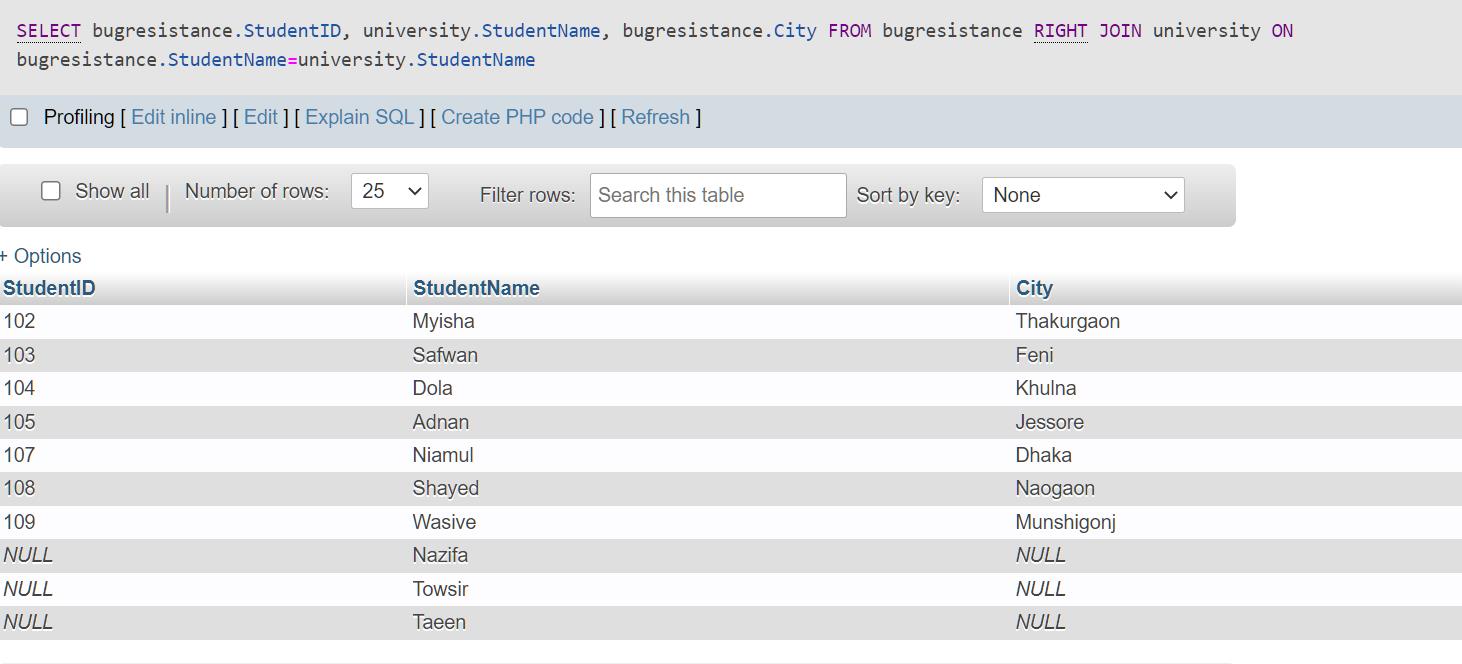 SELECT bugresistance.StudentID, university.StudentName, bugresistance.City FROM bugresistance RIGHT JOIN university ON
bugresistance.StudentName=university.StudentName
Profiling [ Edit inline ] [ Edit ] [ Explain SQL ] [ Create PHP code ] [ Refresh ]
Show all | Number of rows: 25 Filter rows: Search this table Sort by key: None
+ Options
StudentID StudentName City
102 Myisha Thakurgaon
103 Safwan Feni
104 Dola Khulna
105 Adnan Jessore
107 Niamul Dhaka
108 Shayed Naogaon
109 Wasive Munshigonj
NULL Nazifa NULL
NULL Towsir NULL
NULL Taeen NULL